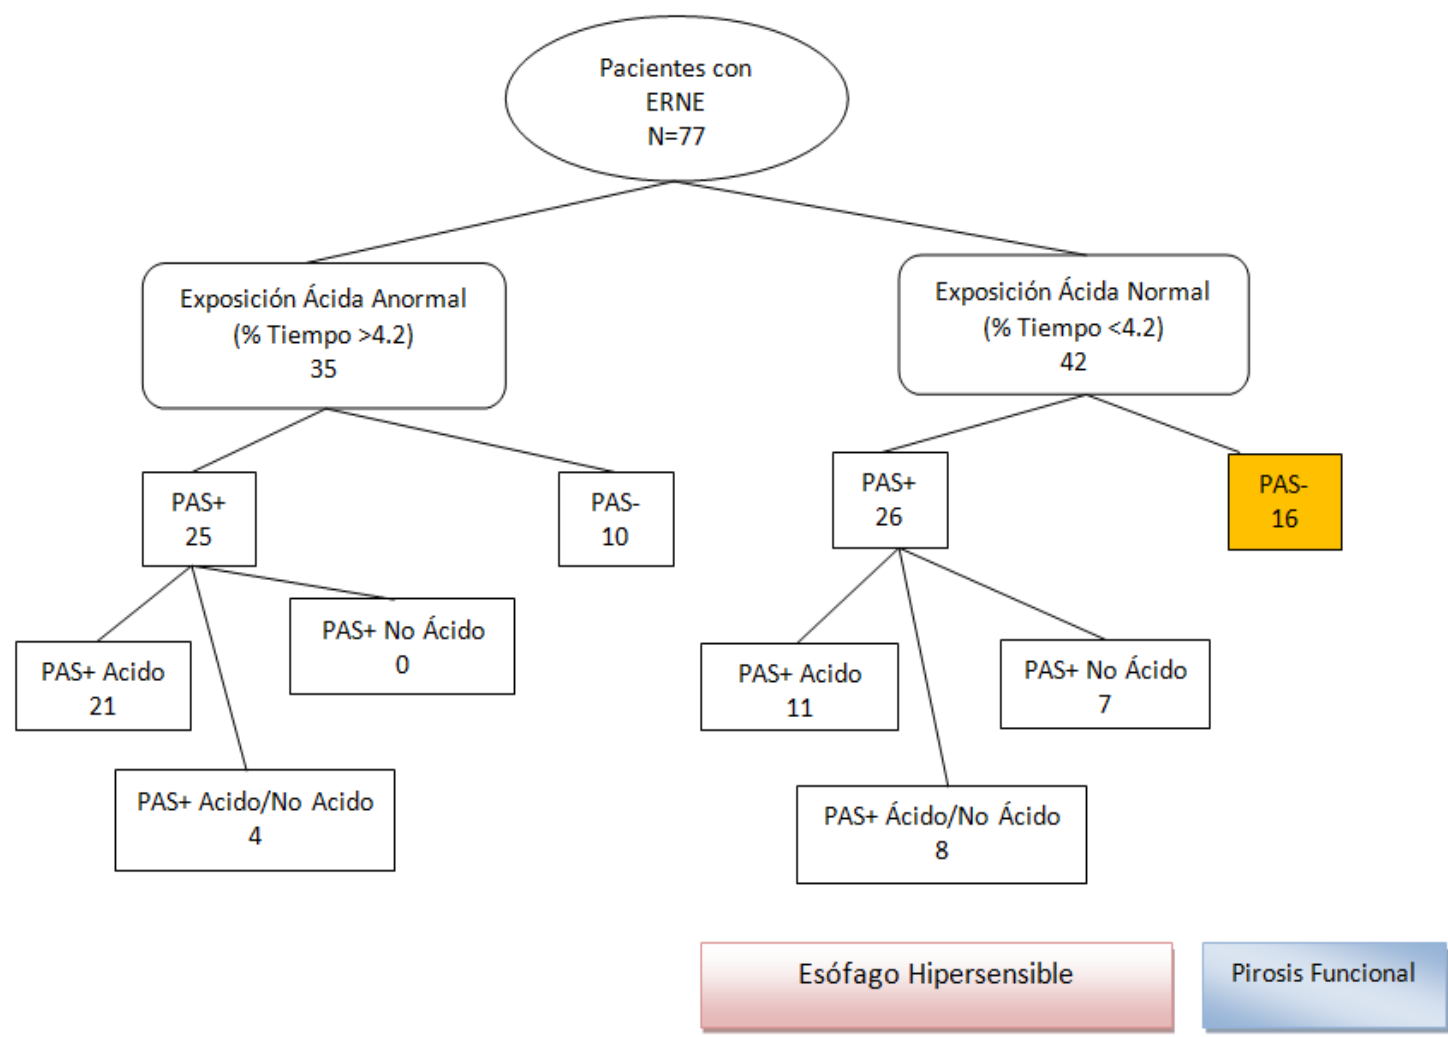 Pacientes con
ERNE
N=77
Exposición Ácida Anormal
(% Tiempo >4.2)
35
Exposición Ácida Normal
(% Tiempo <4.2)
42
PAS+
25
PAS-
10
PAS+
26
PAS-
16
PAS+ Acido
21
PAS+ No Ácido
0
PAS+ Acido/No Acido
4
PAS+ Acido
11
PAS+ No Ácido
7
PAS+ Ácido/No Ácido
8
Esófago Hipersensible
Pirosis Funcional